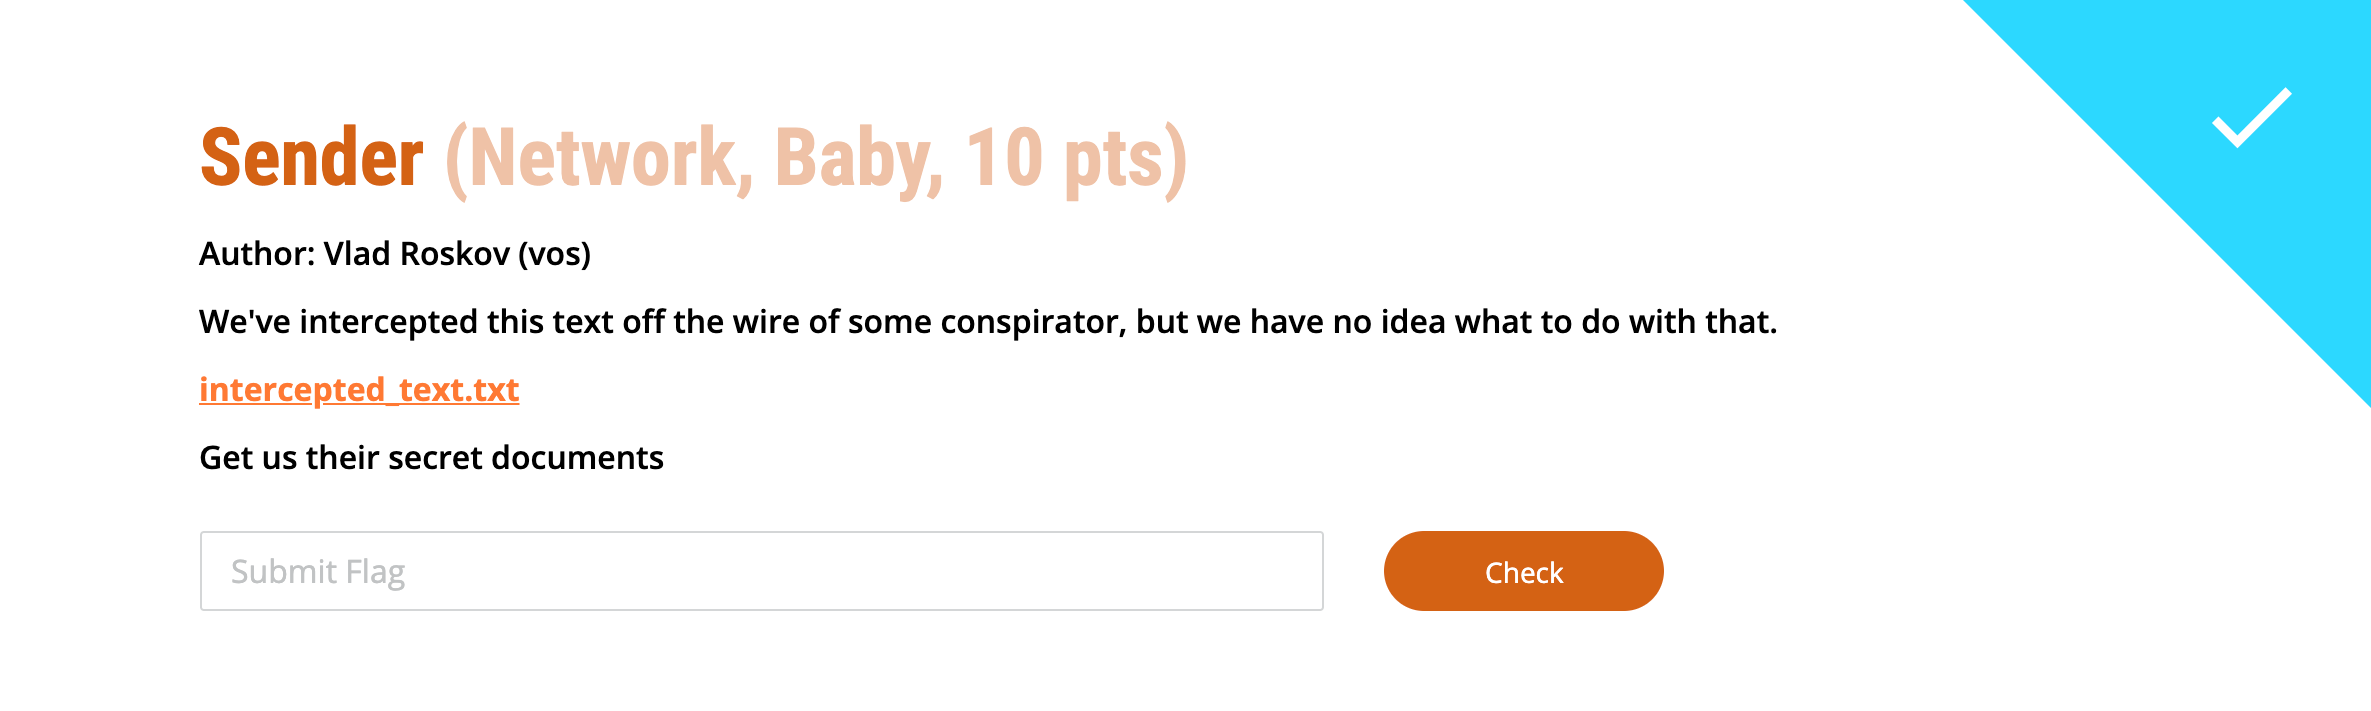 Sender (Network, Baby, 10 pts)
Author: Vlad Roskov (vos)
We've intercepted this text off the wire of some conspirator, but we have no idea what to do with that.
intercepted_text.txt
Get us their secret documents
Submit Flag
Check